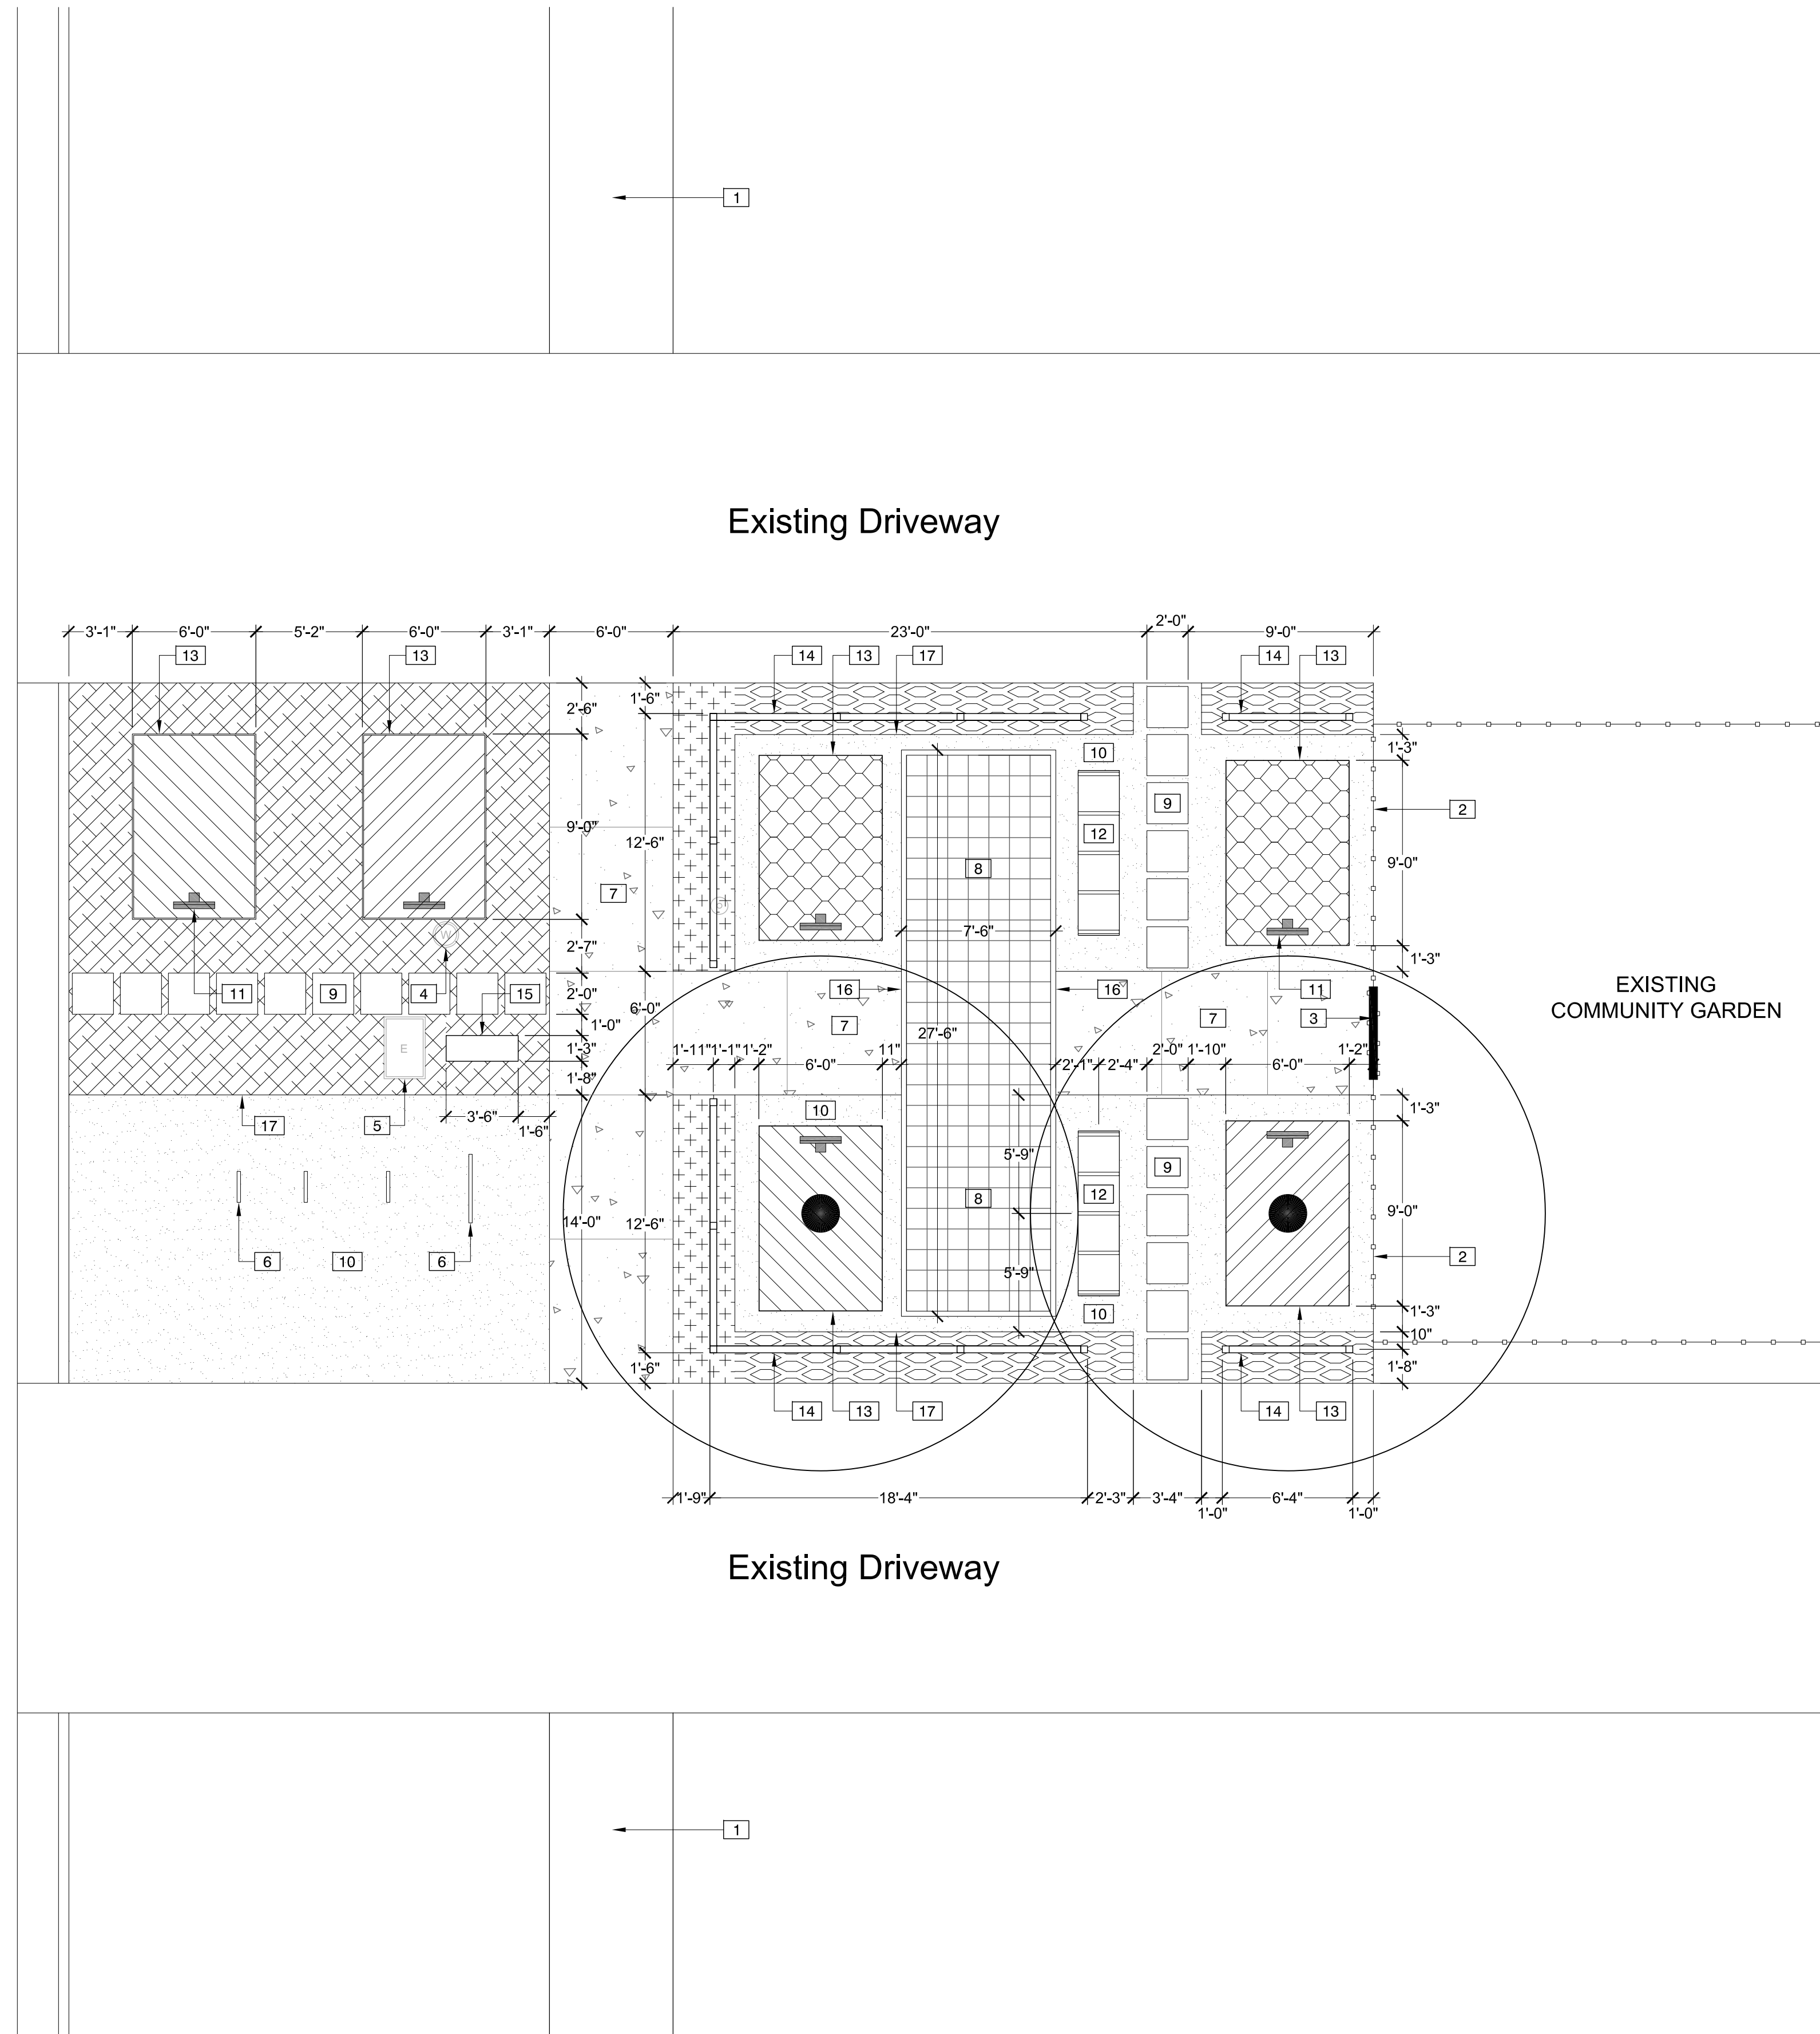 1
Existing Driveway
3'-1" 6'-0" 5'-2" 6'-0" 3'-1" 6'-0" 23'-0" 2'-0" 9'-0"
13 13 14 13 17 14 13
1'-6"
2'-6"
10 1'-3"
9 2
9'-0" 12'-6" 12
8 9'-0"
7
S
W 7'-6"
2'-7"
1'-3"
11 9 4 15 16 16 11
2'-0"
6'-0" 7 7 3
EXISTING
COMMUNITY GARDEN
1'-0" 27'-6"
E 1'-3" 1'-11" 1'-1" 1'-2" 6'-0" 11" 2'-1" 2'-4" 2'-0" 1'-10" 6'-0" 1'-2"
1'-8"
17 5 3'-6" 1'-6" 10 1'-3"
5'-9"
9
8 12
14'-0" 12'-6" 9'-0"
6 10 6 2
5'-9"
10 1'-3"
10"
1'-6" 1'-8"
14 13 17 14 13
1'-9" 18'-4" 2'-3" 3'-4" 6'-4"
1'-0" 1'-0"
Existing Driveway
1